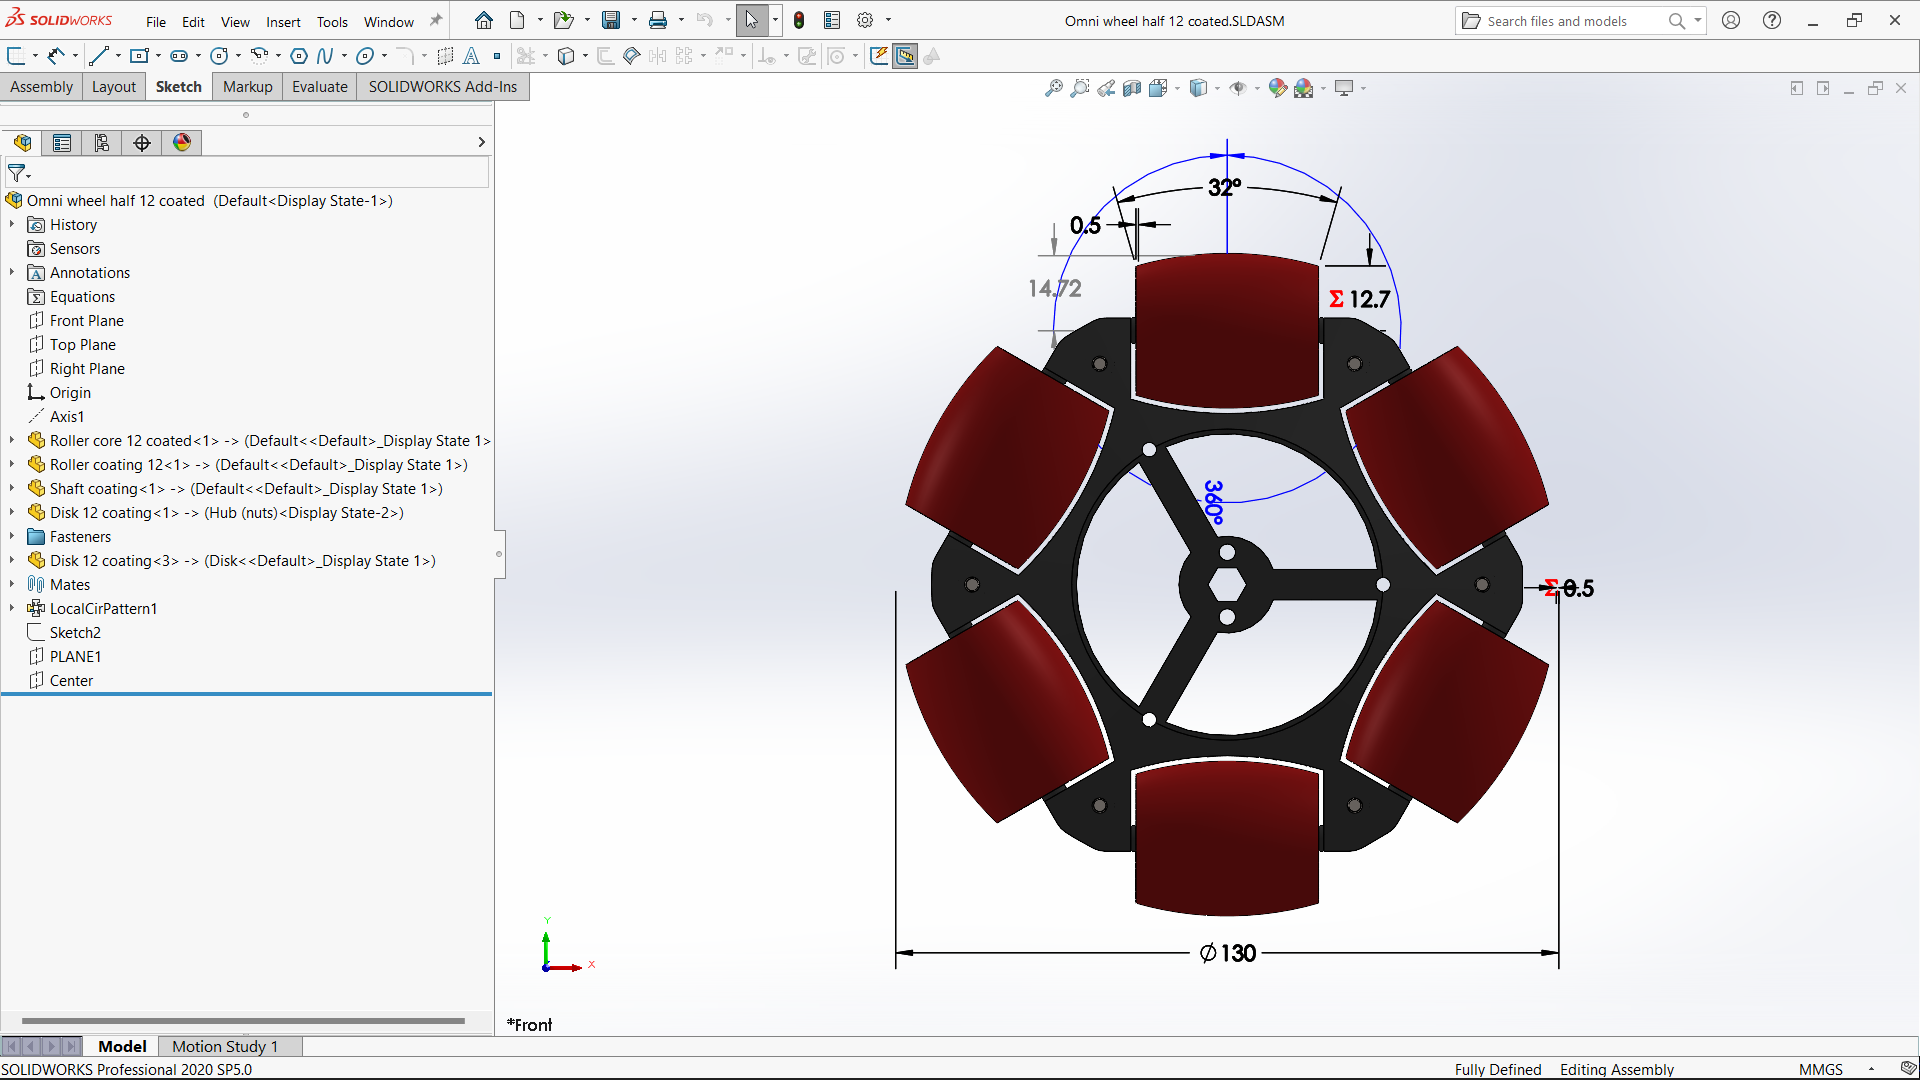 SOLIDWORKS File Edit View Insert Tools Window Omni wheel half 12 coated.SLDASM Search files and models
Assembly Layout Sketch Markup Evaluate SOLIDWORKS Add-Ins
Omni wheel half 12 coated (Default<Display State-1>)
History
Sensors
Annotations
Equations
Front Plane
Top Plane
Right Plane
Origin
Axis1
Roller core 12 coated<1> -> (Default<<Default>_Display State 1>
Roller coating 12<1> -> (Default<<Default>_Display State 1>)
Shaft coating<1> -> (Default<<Default>_Display State 1>)
Disk 12 coating<1> -> (Hub (nuts)<Display State-2>)
Fasteners
Disk 12 coating<3> -> (Disk<<Default>_Display State 1>)
Mates
LocalCirPattern1
Sketch2
PLANE1
Center
32°
0.5
14.72
Σ 12.7
360°
Σ 0.5
∅ 130
Y
X
*Front
Model Motion Study 1
SOLIDWORKS Professional 2020 SP5.0 Fully Defined Editing Assembly MMGS